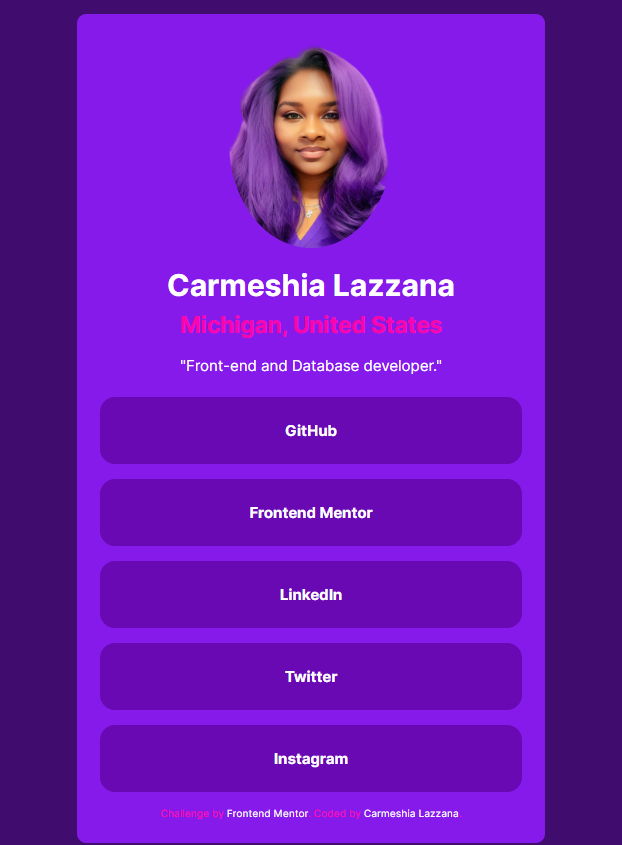 Carmeshia Lazzana
Michigan, United States
"Front-end and Database developer."
GitHub
Frontend Mentor
LinkedIn
Twitter
Instagram
Challenge by Frontend Mentor. Coded by Carmeshia Lazzana.